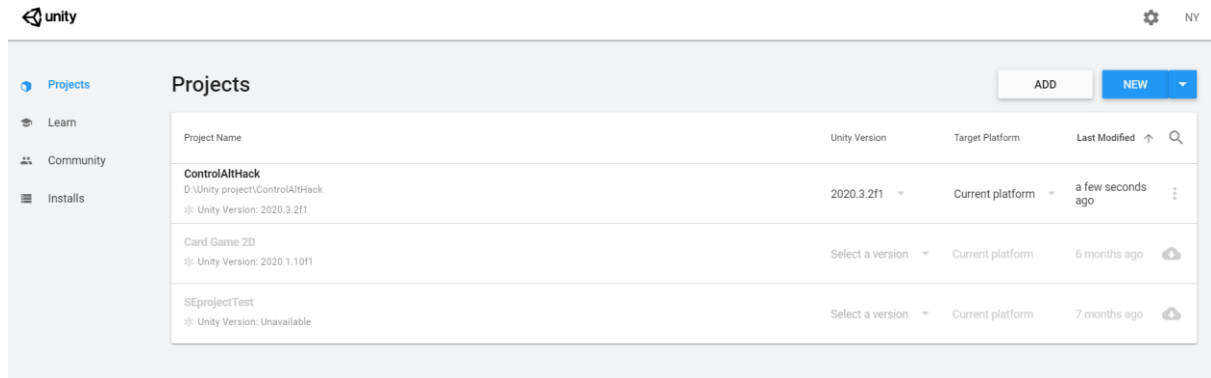 unity
NY
Projects
Learn
Community
Installs
Projects
ADD
NEW
Project Name
Unity Version
Target Platform
Last Modified
ControlAltHack
D:\Unity project\ControlAltHack
Unity Version: 2020.3.2f1
2020.3.2f1
Current platform
a few seconds
ago
Card Game 2D
Unity Version: 2020.1.10f1
Select a version
Current platform
6 months ago
SEprojectTest
Unity Version: Unavailable
Select a version
Current platform
7 months ago